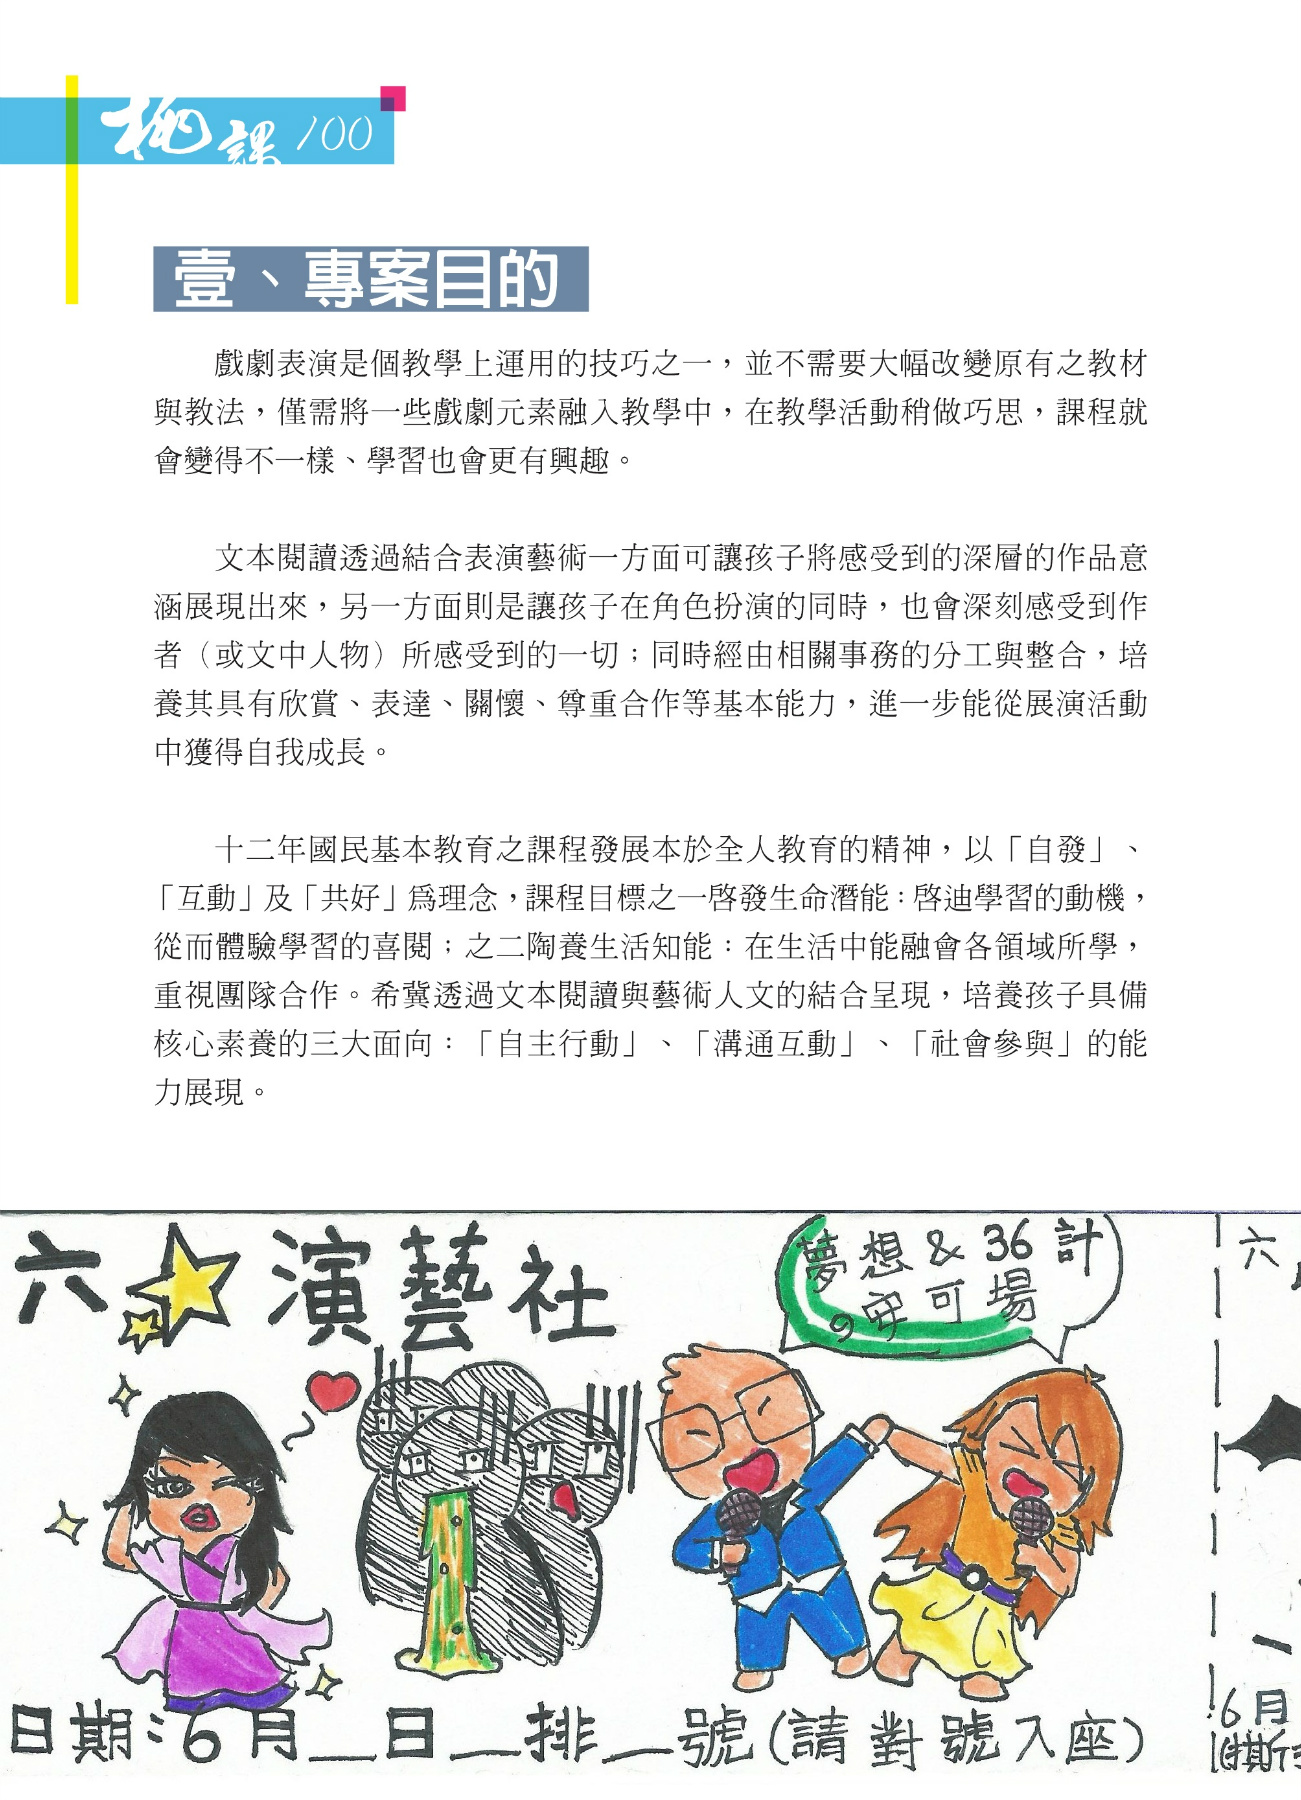 桃課100
壹、專案目的
戲劇表演是個教學上運用的技巧之一，並不需要大幅改變原有之教材
與教法，僅需將一些戲劇元素融入教學中，在教學活動稍做巧思，課程就
會變得不一樣、學習也會更有興趣。
文本閱讀透過結合表演藝術一方面可讓孩子將感受到的深層的作品意
涵展現出來，另一方面則是讓孩子在角色扮演的同時，也會深刻感受到作
者（或文中人物）所感受到的一切；同時經由相關事務的分工與整合，培
養其具有欣賞、表達、關懷、尊重合作等基本能力，進一步能從展演活動
中獲得自我成長。
十二年國民基本教育之課程發展本於全人教育的精神，以「自發」、
「互動」及「共好」為理念，課程目標之一啓發生命潛能：啓迪學習的動機，
從而體驗學習的喜閱；之二陶養生活知能：在生活中能融會各領域所學，
重視團隊合作。希冀透過文本閱讀與藝術人文的結合呈現，培養孩子具備
核心素養的三大面向：「自主行動」、「溝通互動」、「社會參與」的能
力展現。
六 演藝社
夢想&36計
の安可場
日期：6月__日__排__號(請對號入座)
六
6月